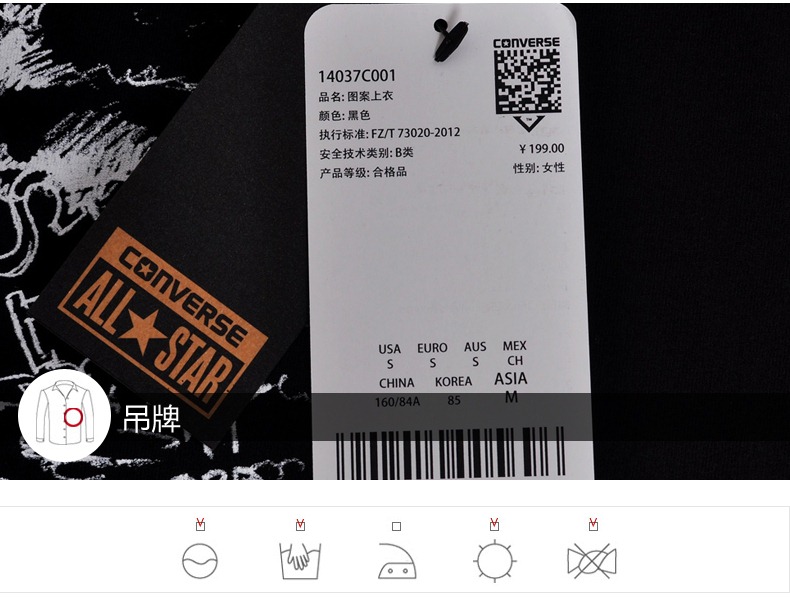 CONVERSE
14037C001
品名: 图案上衣
颜色: 黑色
执行标准: FZ/T 73020-2012
安全技术类别: B类
产品等级: 合格品
TM
¥ 199.00
性别: 女性
CONVERSE
ALL STAR
USA EURO AUS MEX
S S S CH
CHINA KOREA ASIA
160/84A 85 M
吊牌